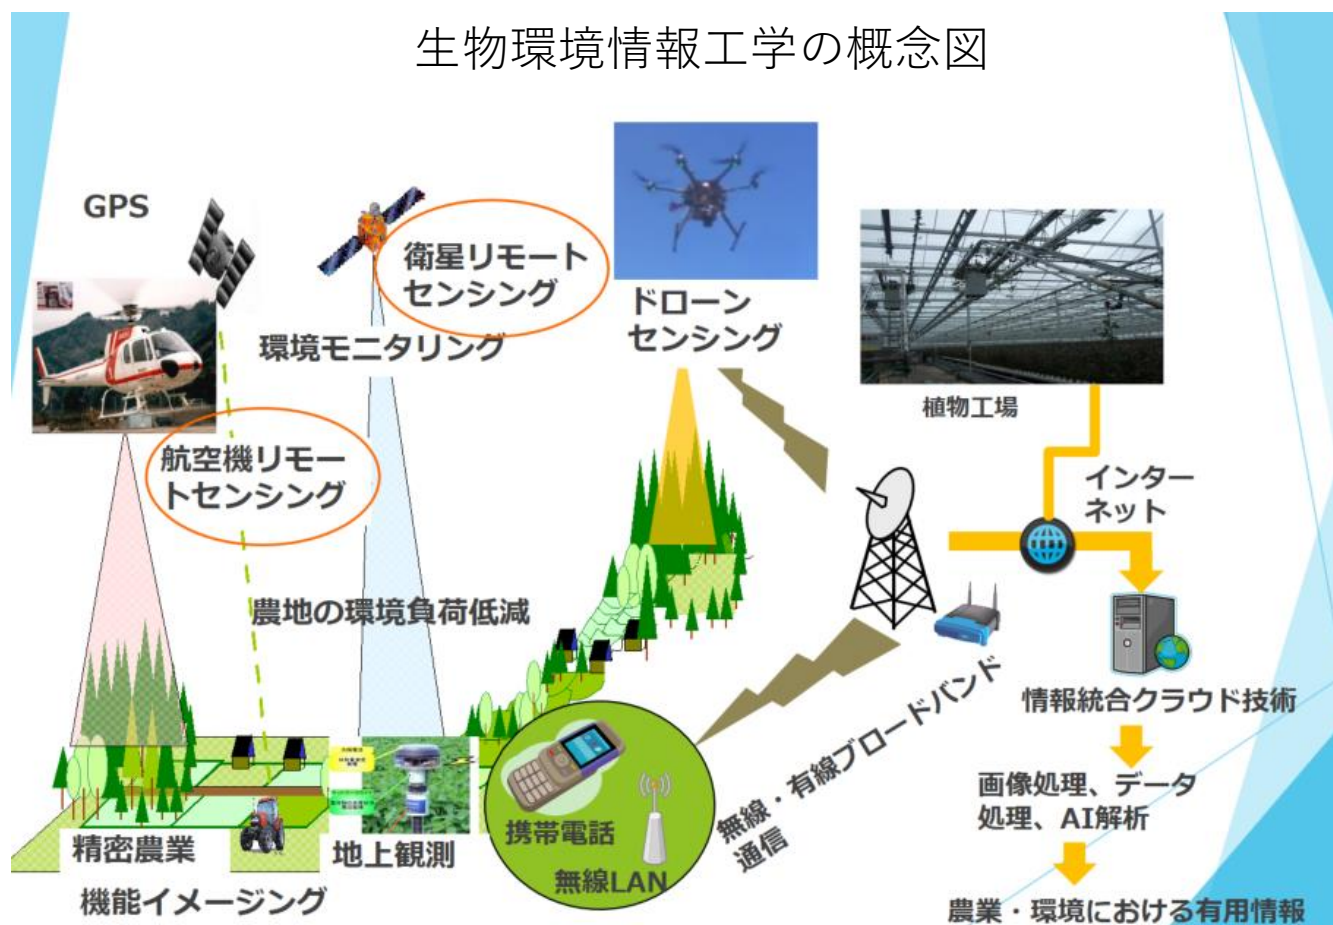 生物環境情報工学の概念図
GPS
衛星リモート
センシング
環境モニタリング
ドローン
センシング
植物工場
航空機リモー
トセンシング
インター
ネット
農地の環境負荷低減
情報統合クラウド技術
無線・有線ブロードバンド
通信
画像処理、データ
処理、AI解析
携帯電話
無線LAN
精密農業
地上観測
機能イメージング
農業・環境における有用情報